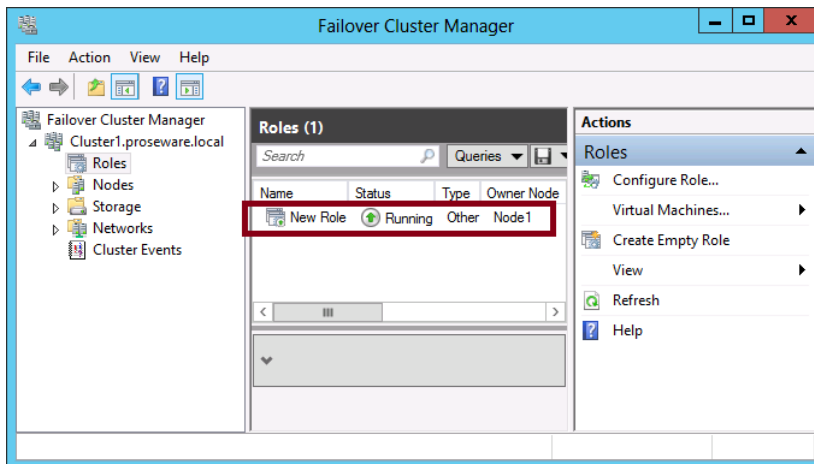 Failover Cluster Manager
File Action View Help
Failover Cluster Manager
Cluster1.proseware.local
Roles
Nodes
Storage
Networks
Cluster Events
Roles (1)
Search
Queries
Name Status Type Owner Node
New Role Running Other Node1
Actions
Roles
Configure Role...
Virtual Machines...
Create Empty Role
View
Refresh
Help